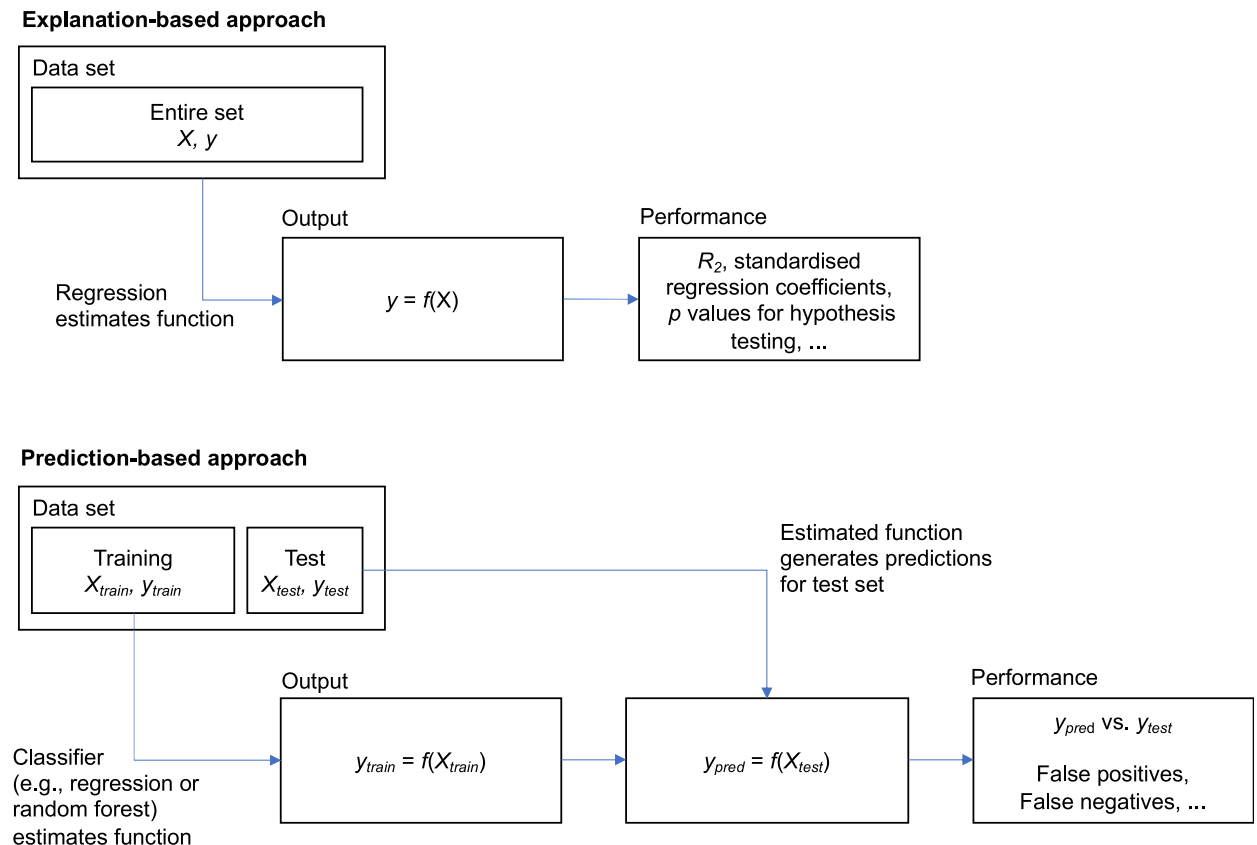 Explanation-based approach
Data set
Entire set
X, y
Output
Performance
Regression
estimates function
y = f(X)
R2, standardised
regression coefficients,
p values for hypothesis
testing, ...
Prediction-based approach
Data set
Training
Xtrain, ytrain
Test
Xtest, ytest
Estimated function
generates predictions
for test set
Output
Performance
Classifier
(e.g., regression or
random forest)
estimates function
ytrain = f(Xtrain)
ypred = f(Xtest)
ypred vs. ytest
False positives,
False negatives, ...